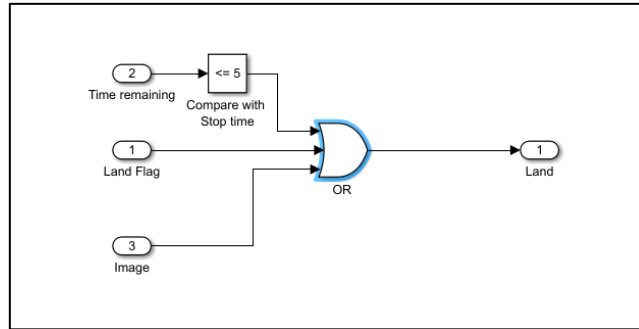 2
Time remaining
<= 5
Compare with
Stop time
1
Land Flag
OR
1
Land
3
Image